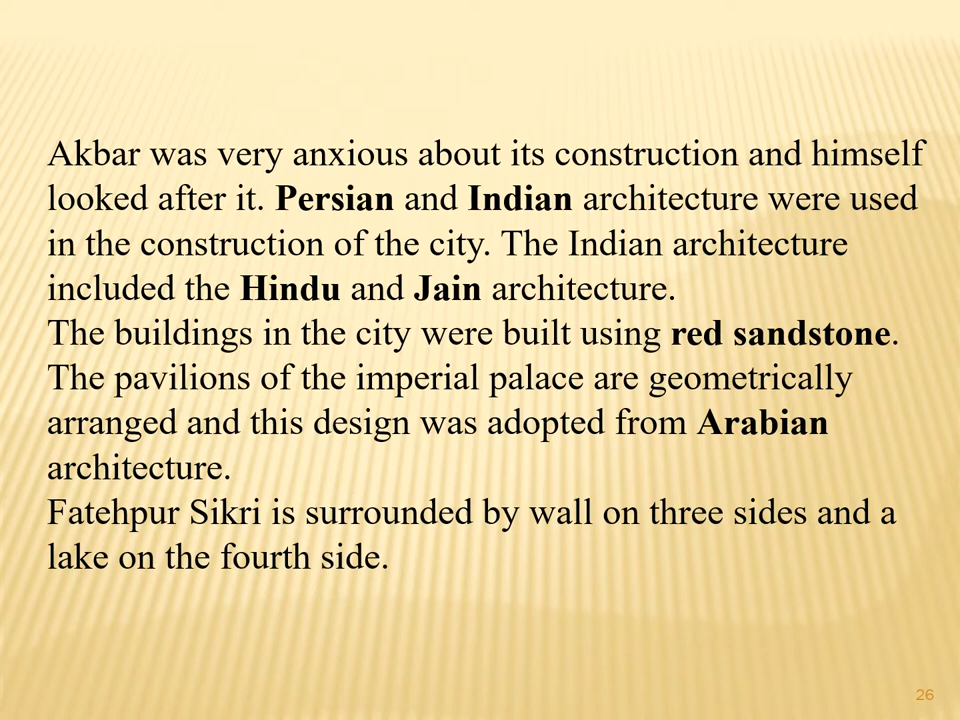 Akbar was very anxious about its construction and himself
looked after it. Persian and Indian architecture were used
in the construction of the city. The Indian architecture
included the Hindu and Jain architecture.
The buildings in the city were built using red sandstone.
The pavilions of the imperial palace are geometrically
arranged and this design was adopted from Arabian
architecture.
Fatehpur Sikri is surrounded by wall on three sides and a
lake on the fourth side.
26